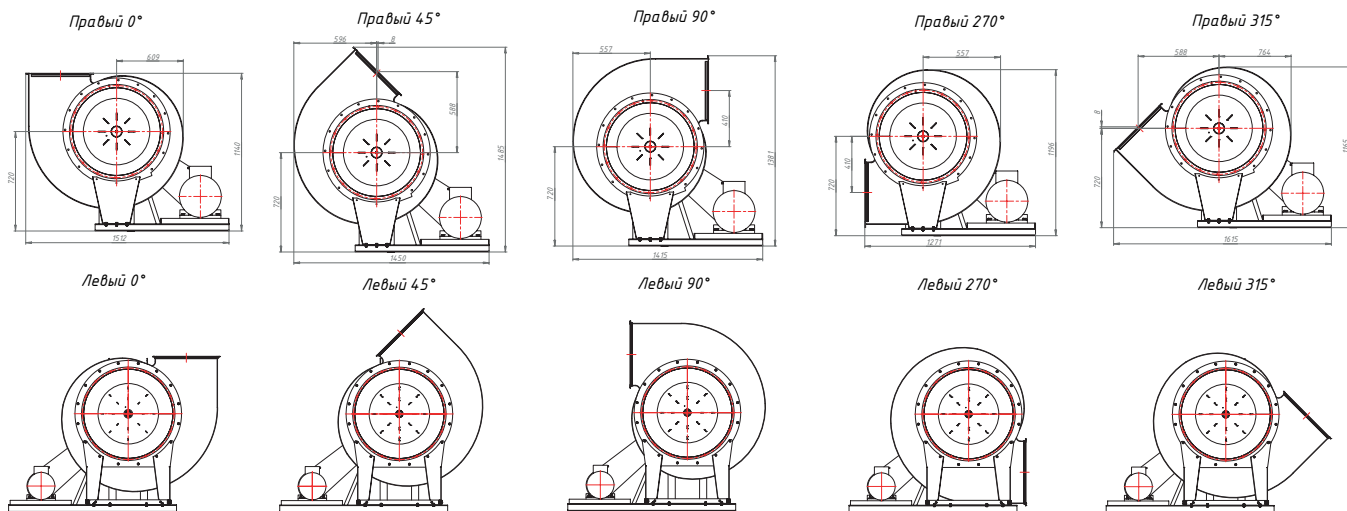 Правый 0°
Правый 45°
Правый 90°
Правый 270°
Правый 315°
609
720
1140
1512
596
8
588
720
1485
1450
557
410
720
1381
1415
557
410
720
1196
1271
588
764
8
720
1615
Левый 0°
Левый 45°
Левый 90°
Левый 270°
Левый 315°